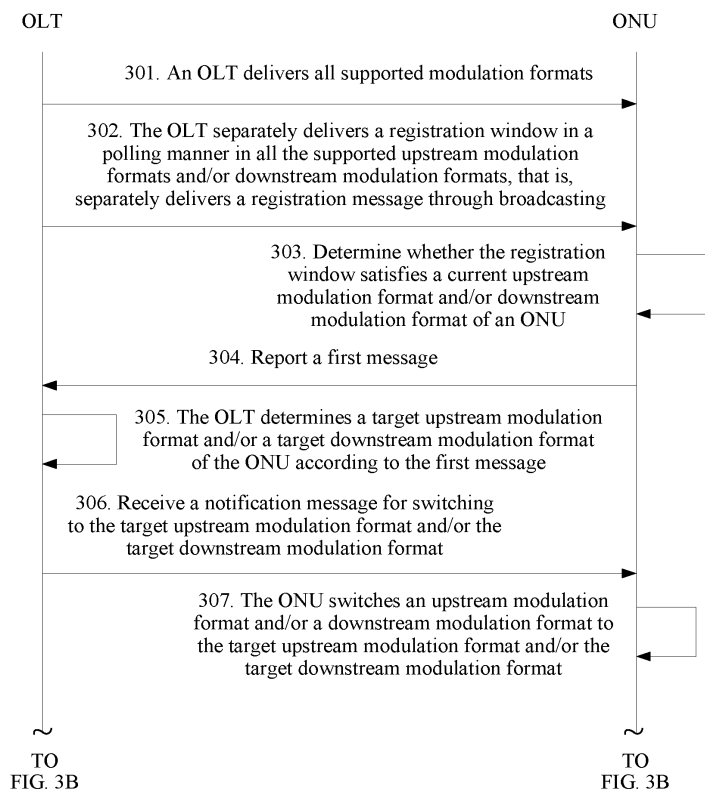 OLT
ONU
301. An OLT delivers all supported modulation formats
302. The OLT separately delivers a registration window in a
polling manner in all the supported upstream modulation
formats and/or downstream modulation formats, that is,
separately delivers a registration message through broadcasting
303. Determine whether the registration
window satisfies a current upstream
modulation format and/or downstream
modulation format of an ONU
304. Report a first message
305. The OLT determines a target upstream modulation
format and/or a target downstream modulation format
of the ONU according to the first message
306. Receive a notification message for switching
to the target upstream modulation format and/or the
target downstream modulation format
307. The ONU switches an upstream modulation
format and/or a downstream modulation format to
the target upstream modulation format and/or the
target downstream modulation format
TO
FIG. 3B
TO
FIG. 3B